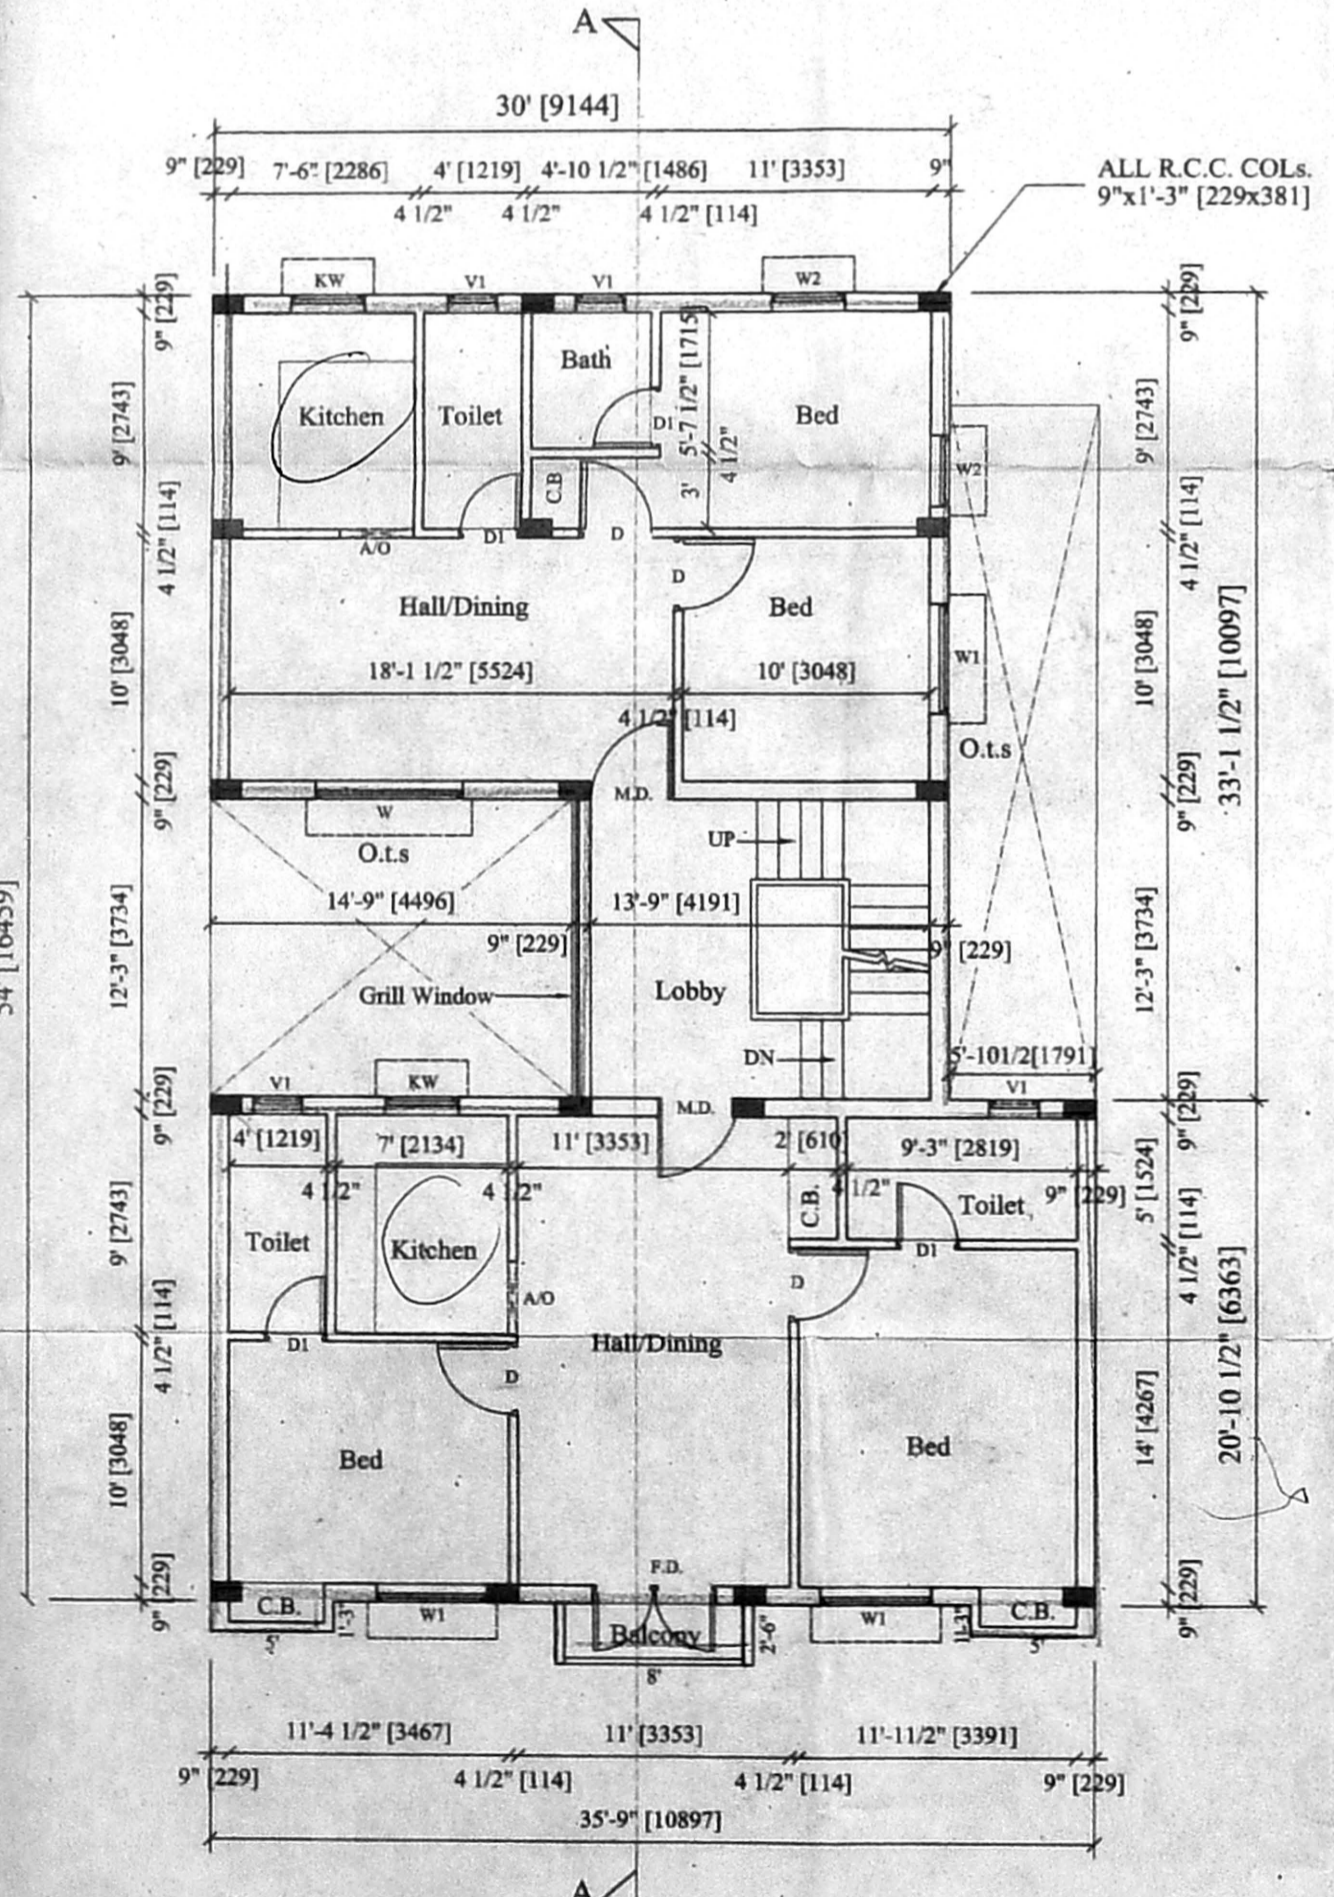 A
30' [9144]
9" [229] 7'-6" [2286] 4' [1219] 4'-10 1/2" [1486] 11' [3353] 9"
4 1/2" 4 1/2" 4 1/2" [114]
ALL R.C.C. COLs.
9"x1'-3" [229x381]
KW V1 V1 W2
9" [229]
9" [229]
Bath
5'-7 1/2" [1715]
Kitchen Toilet D1 Bed
9' [2743]
9' [2743]
4 1/2"
W2
C.B
3'
4 1/2" [114]
4 1/2" [114]
A/O D1 D
D
Hall/Dining Bed
33'-1 1/2" [10097]
10' [3048]
10' [3048]
W1
18'-1 1/2" [5524] 10' [3048]
4 1/2" [114]
O.t.s
9" [229]
9" [229]
M.D.
W
UP
O.t.s
14'-9" [4496] 13'-9" [4191]
9" [229] 9" [229]
12'-3" [3734]
12'-3" [3734]
Grill Window Lobby
DN 5'-101/2[1791]
V1 KW V1
9" [229]
9" [229]
M.D.
4' [1219] 7' [2134] 11' [3353] 2' [610] 9'-3" [2819]
4 1/2" 4 1/2" 4 1/2" 9" [229]
5' [1524]
C.B.
Toilet
9' [2743]
Toilet Kitchen
D1
4 1/2" [114]
D
A/O
4 1/2" [114]
D1
Hall/Dining
20'-10 1/2" [6363]
D
10' [3048]
14' [4267]
Bed Bed
F.D.
9" [229]
9" [229]
C.B. W1 Balcony W1 C.B.
1'-3" 2'-6" 1'-3"
5' 8' 5'
11'-4 1/2" [3467] 11' [3353] 11'-11/2" [3391]
9" [229] 4 1/2" [114] 4 1/2" [114] 9" [229]
35'-9" [10897]
A